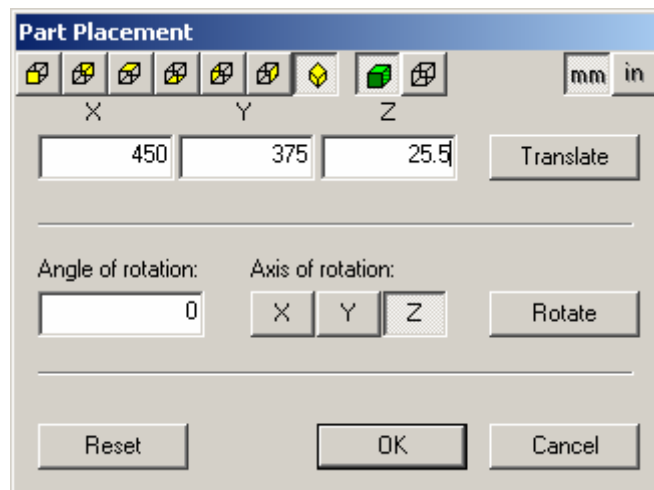 Part Placement
mm in
X Y Z
450 375 25.5 Translate
Angle of rotation: Axis of rotation:
0 X Y Z Rotate
Reset OK Cancel